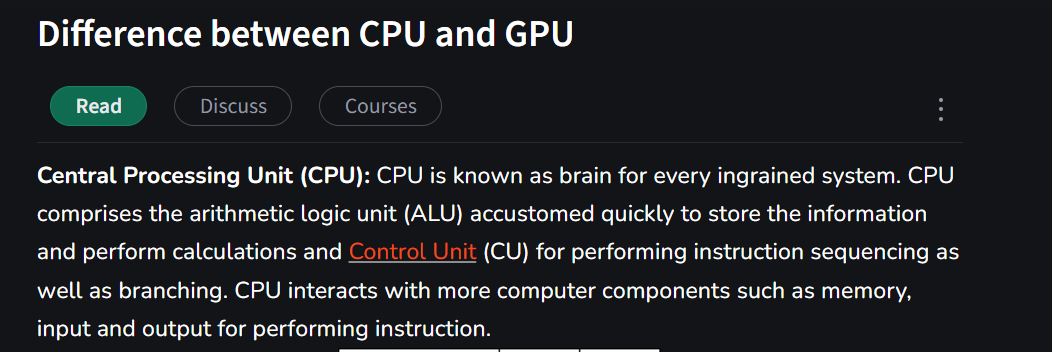 Difference between CPU and GPU
Read
Discuss
Courses
Central Processing Unit (CPU): CPU is known as brain for every ingrained system. CPU
comprises the arithmetic logic unit (ALU) accustomed quickly to store the information
and perform calculations and Control Unit (CU) for performing instruction sequencing as
well as branching. CPU interacts with more computer components such as memory,
input and output for performing instruction.